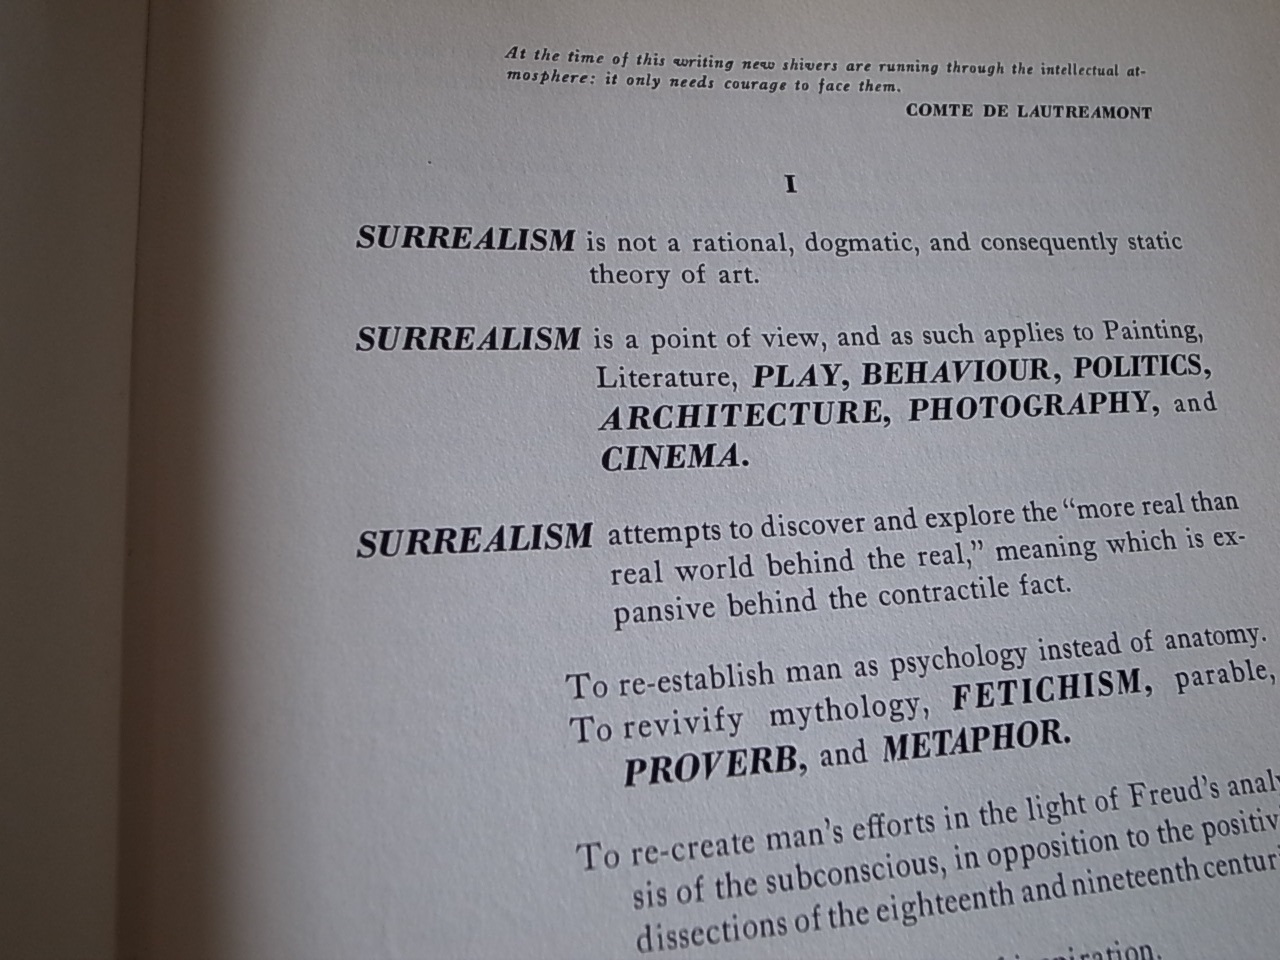 At the time of this writing new shivers are running through the intellectual at-
mosphere: it only needs courage to face them.
COMTE DE LAUTREAMONT
I
SURREALISM is not a rational, dogmatic, and consequently static
theory of art.
SURREALISM is a point of view, and as such applies to Painting,
Literature, PLAY, BEHAVIOUR, POLITICS,
ARCHITECTURE, PHOTOGRAPHY, and
CINEMA.
SURREALISM attempts to discover and explore the “more real than
real world behind the real,” meaning which is ex-
pansive behind the contractile fact.
To re-establish man as psychology instead of anatomy.
To revivify mythology, FETICHISM, parable,
PROVERB, and METAPHOR.
To re-create man’s efforts in the light of Freud’s
sis of the subconscious, in opposition to the
dissections of the eighteenth and nineteenth